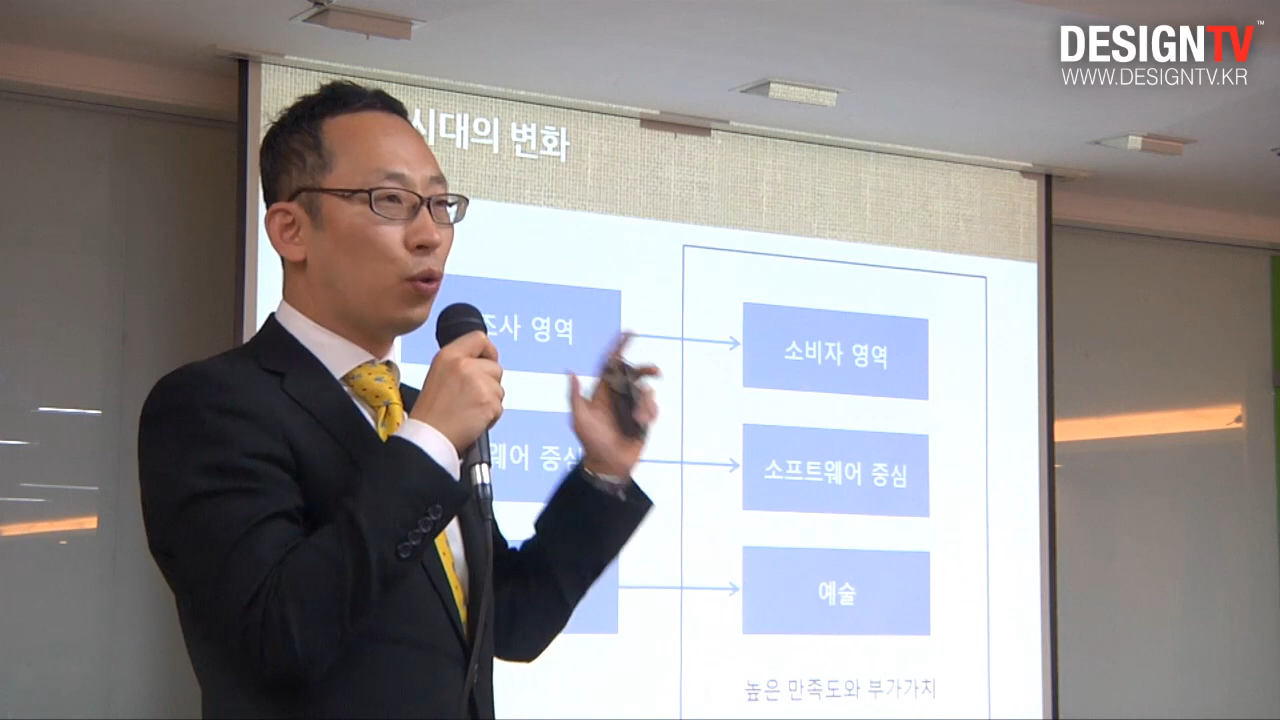 DESIGNTV™
WWW.DESIGNTV.KR
시대의 변화
조사 영역
소비자 영역
웨어 중심
소프트웨어 중심
예술
높은 만족도와 부가가치